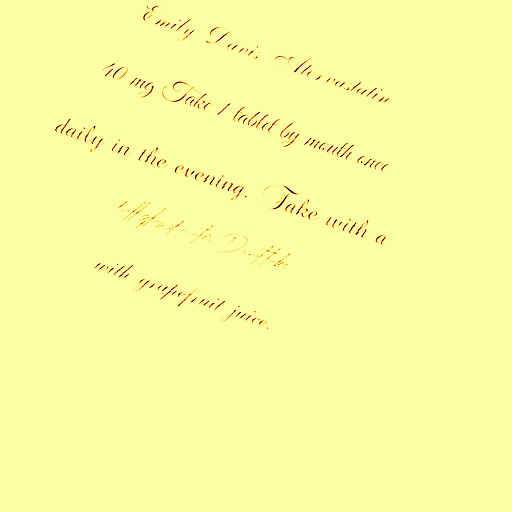 Emily Davis Atorvastatin
40 mg Take 1 tablet by mouth once
daily in the evening. Take with a
with grapefruit juice.